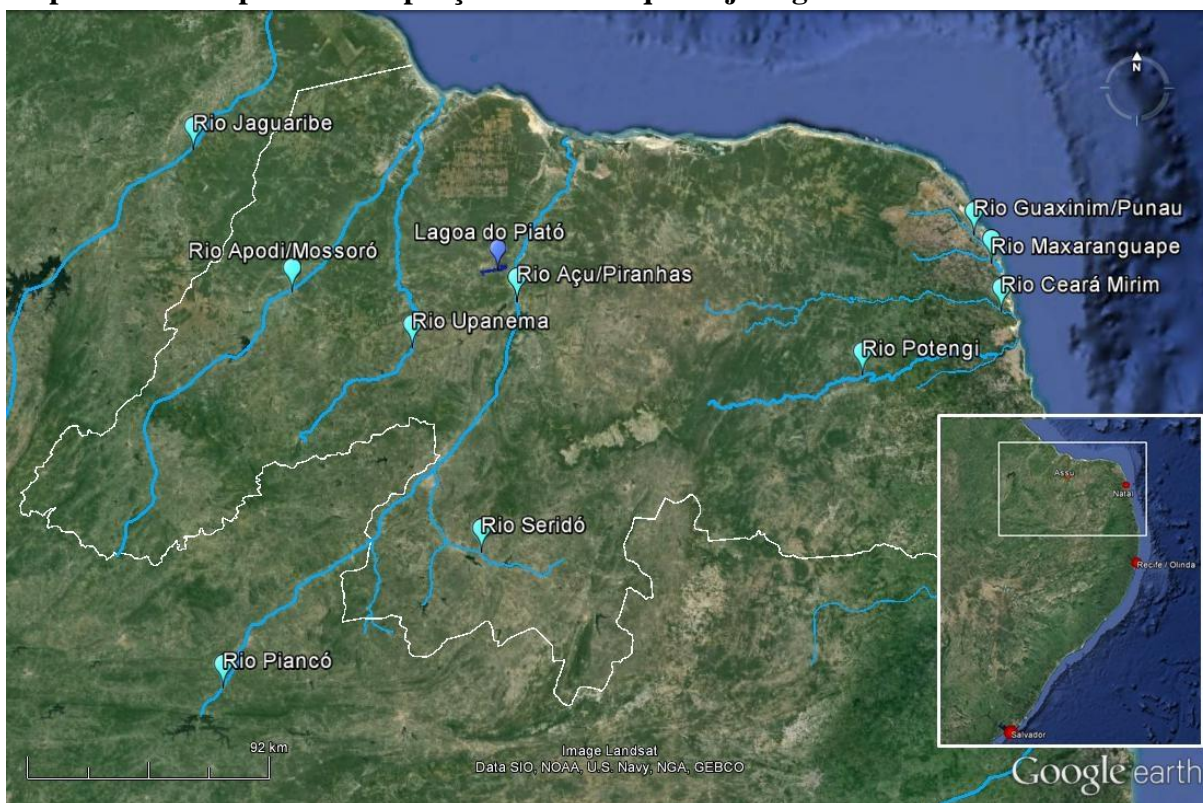 N
Rio Jaguaribe
Rio Guaxinim/Punau
Lagoa do Piató
Rio Maxaranguape
Rio Apodi/Mossoró
Rio Açu/Piranhas
Rio Ceará Mirim
Rio Upanema
Rio Potengi
Assu
Natal
Rio Seridó
Recife / Olinda
Rio Piancó
Salvador
92 km
Image Landsat
Data SIO, NOAA, U.S. Navy, NGA, GEBCO
Google earth